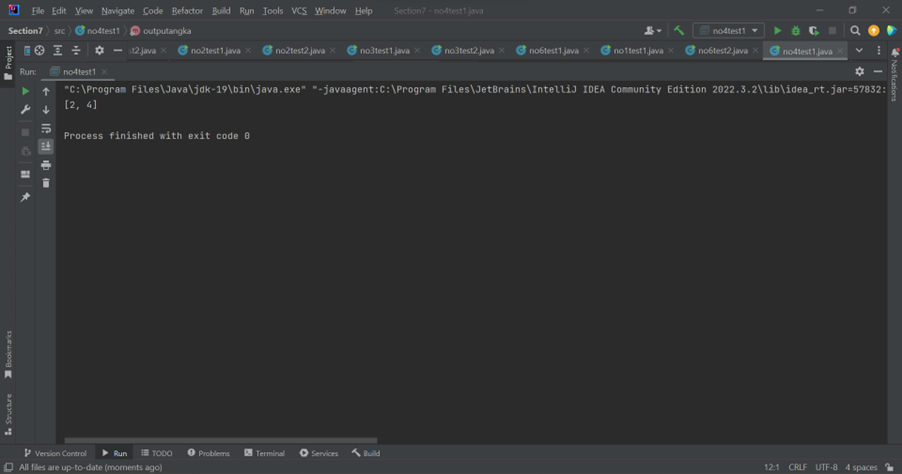 File Edit View Navigate Code Refactor Build Run Tools VCS Window Help Section7 - no4test1.java
Section7 src no4test1 outputangka no4test1
Project
:t2.java no2test1.java no2test2.java no3test1.java no3test2.java no6test1.java no1test1.java no6test2.java no4test1.java
Notifications
Run: no4test1
"C:\Program Files\Java\jdk-19\bin\java.exe" "-javaagent:C:\Program Files\JetBrains\IntelliJ IDEA Community Edition 2022.3.2\lib\idea_rt.jar=57832:
[2, 4]
Process finished with exit code 0
Bookmarks
Structure
Version Control Run TODO Problems Terminal Services Build
All files are up-to-date (moments ago) 12:1 CRLF UTF-8 4 spaces